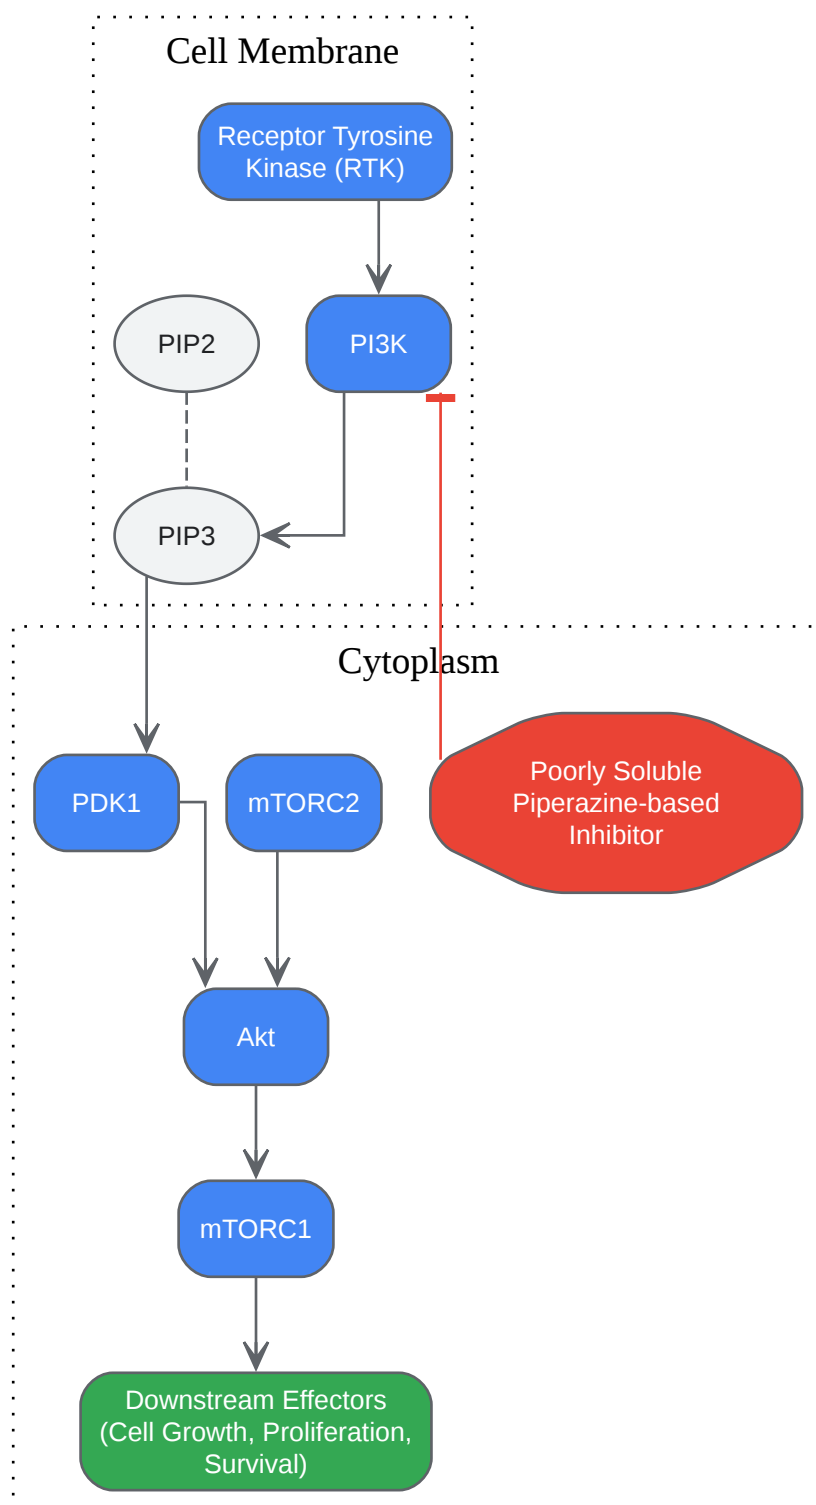 Cell Membrane
Receptor Tyrosine
Kinase (RTK)
PIP2
PI3K
PIP3
Cytoplasm
PDK1
mTORC2
Poorly Soluble
Piperazine-based
Inhibitor
Akt
mTORC1
Downstream Effectors
(Cell Growth, Proliferation,
Survival)